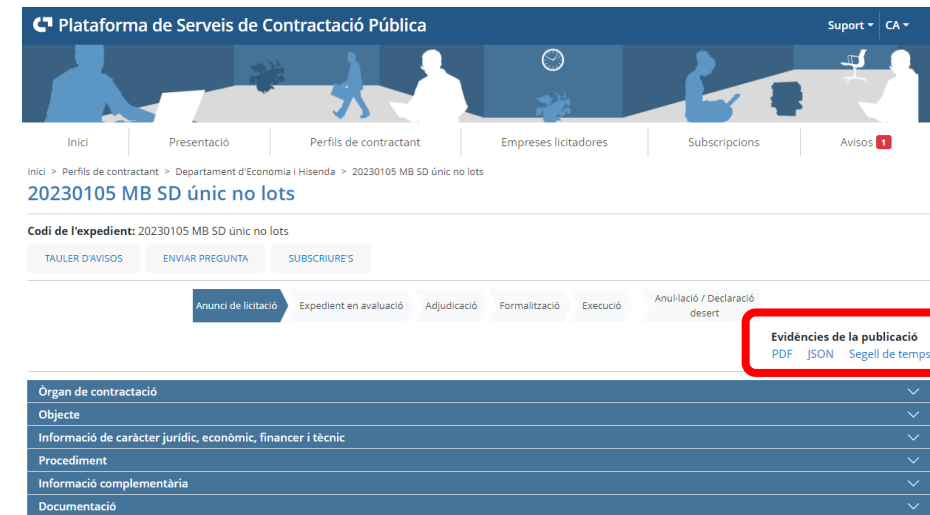 Plataforma de Serveis de Contractació Pública
Suport CA
Inici Presentació Perfils de contractant Empreses licitadores Subscripcions Avisos 1
Inici > Perfils de contractant > Departament d'Economia i Hisenda > 20230105 MB SD únic no lots
20230105 MB SD únic no lots
Codi de l'expedient: 20230105 MB SD únic no lots
TAULER D'AVISOS ENVIAR PREGUNTA SUBSCRIURE'S
Anunci de licitació Expedient en avaluació Adjudicació Formalització Execució Anul·lació / Declaració
desert
Evidències de la publicació
PDF JSON Segell de temps
Òrgan de contractació
Objecte
Informació de caràcter jurídic, econòmic, financer i tècnic
Procediment
Informació complementària
Documentació